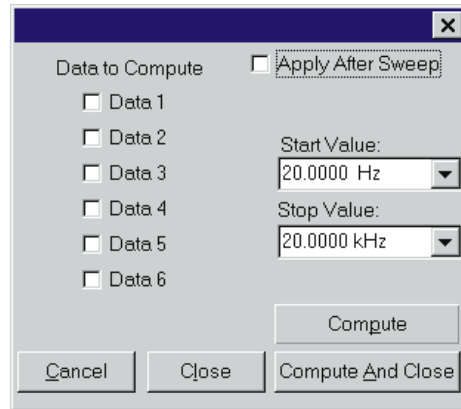 Data to Compute
Apply After Sweep
Data 1
Data 2
Data 3
Data 4
Data 5
Data 6
Start Value:
20.0000 Hz
Stop Value:
20.0000 kHz
Compute
Cancel
Close
Compute And Close